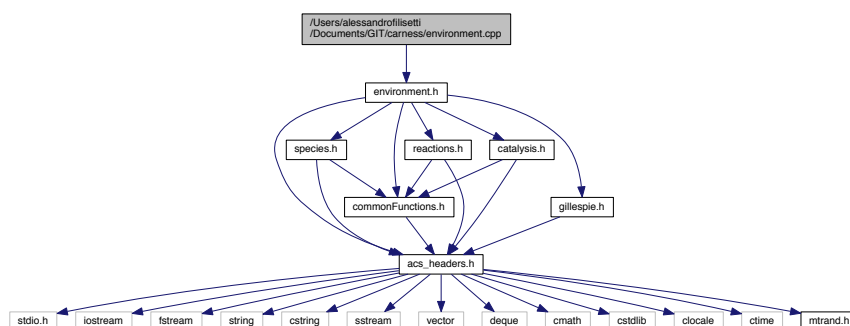 /Users/alessandrofilisetti
/Documents/GIT/carness/environment.cpp
environment.h
species.h
reactions.h
catalysis.h
commonFunctions.h
gillespie.h
acs_headers.h
stdio.h
iostream
fstream
string
cstring
sstream
vector
deque
cmath
cstdlib
clocale
ctime
mtrand.h